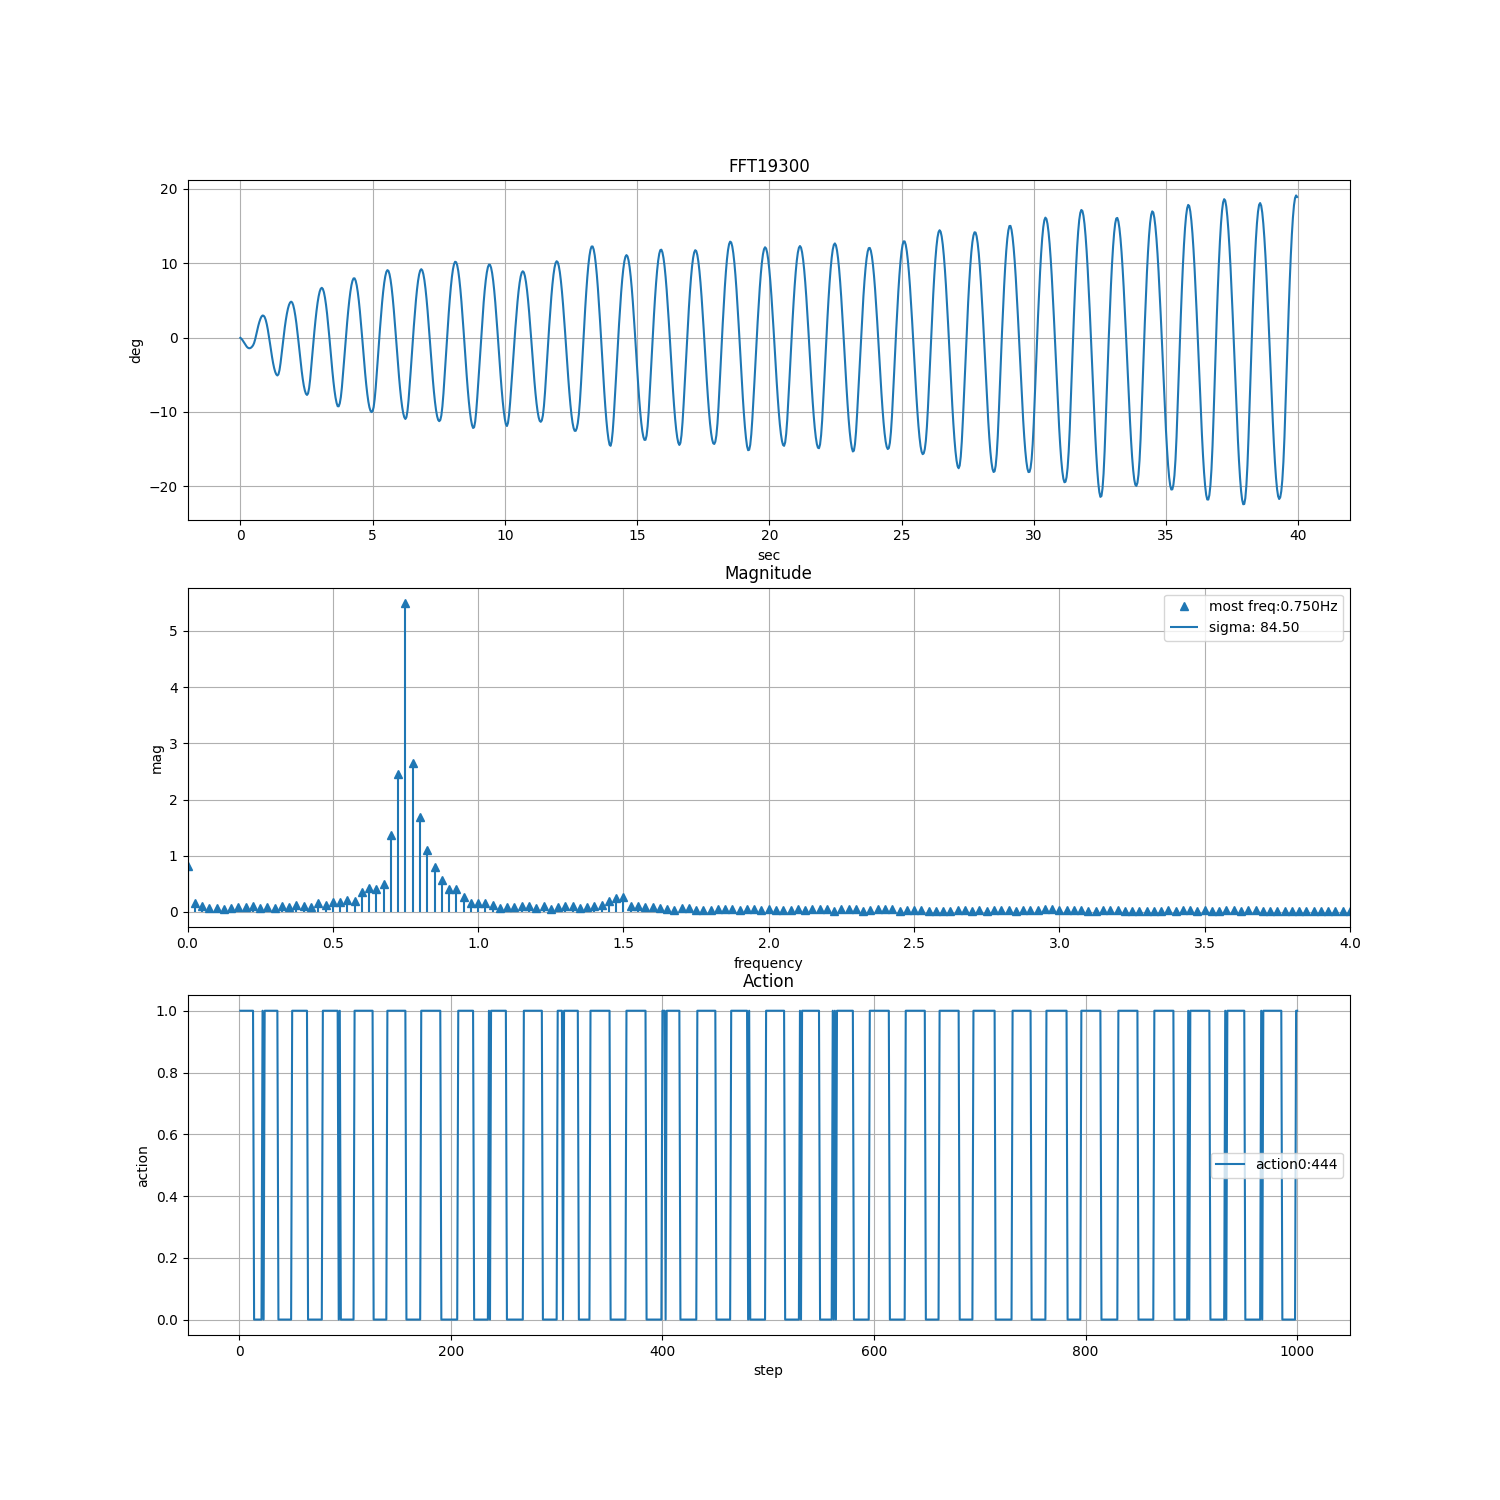 FFT19300
20
10
0
−10
−20
deg
0 5 10 15 20 25 30 35 40
sec
Magnitude
most freq:0.750Hz
sigma: 84.50
5
4
3
2
1
0
mag
0.0 0.5 1.0 1.5 2.0 2.5 3.0 3.5 4.0
frequency
Action
1.0
0.8
0.6
0.4
0.2
0.0
action
action0:444
0 200 400 600 800 1000
step